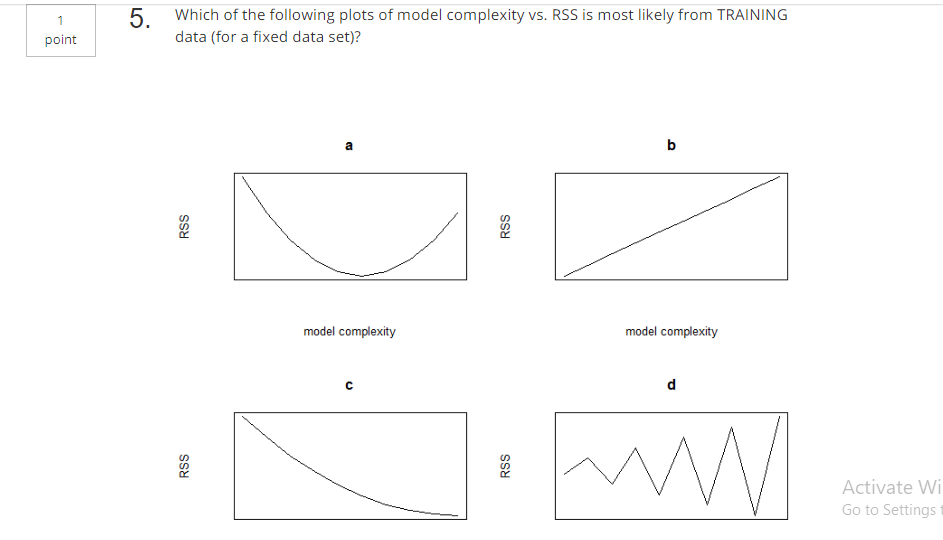 1
point
5.
Which of the following plots of model complexity vs. RSS is most likely from TRAINING
data (for a fixed data set)?
a
b
RSS
RSS
model complexity
model complexity
c
d
RSS
RSS
Activate Wi
Go to Settings t